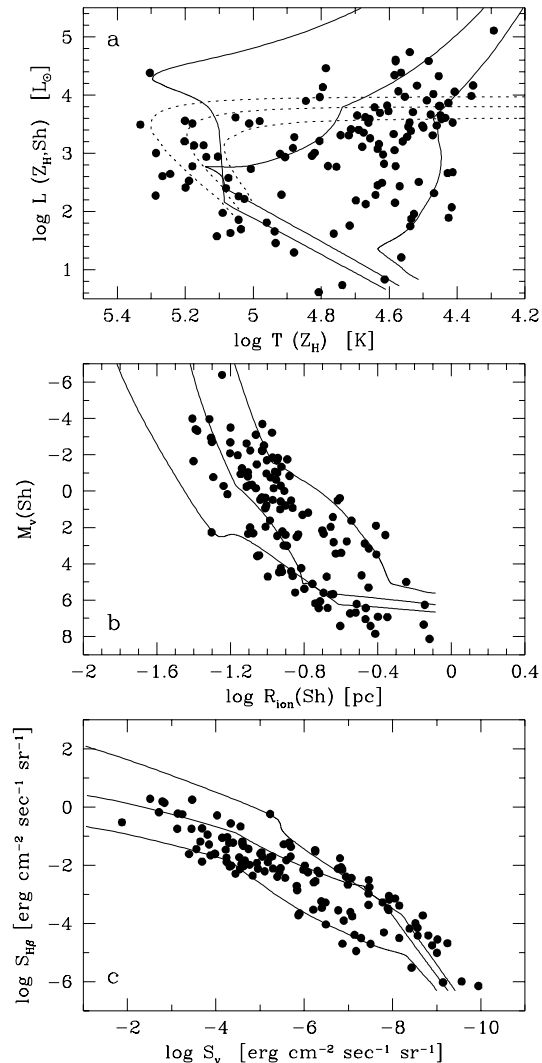 a
5
4
3
2
1
log L (Z_H,Sh) [L_⊙]
5.4 5.2 5 4.8 4.6 4.4 4.2
log T (Z_H) [K]
-6
-4
-2
0
2
4
6
8
M_v(Sh)
b
-2 -1.6 -1.2 -0.8 -0.4 0 0.4
log R_ion(Sh) [pc]
2
0
-2
-4
-6
log S_Hβ [erg cm⁻² sec⁻¹ sr⁻¹]
c
-2 -4 -6 -8 -10
log S_v [erg cm⁻² sec⁻¹ sr⁻¹]